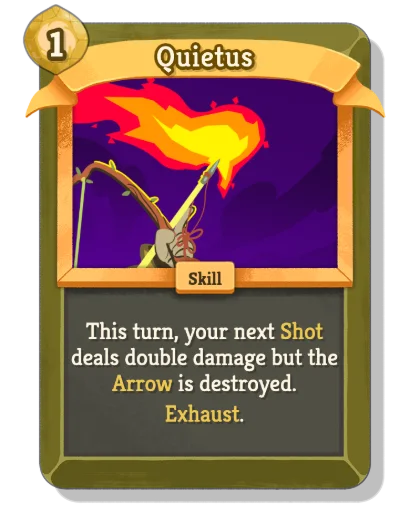 1
Quietus
Skill
This turn, your next Shot
deals double damage but the
Arrow is destroyed.
Exhaust.